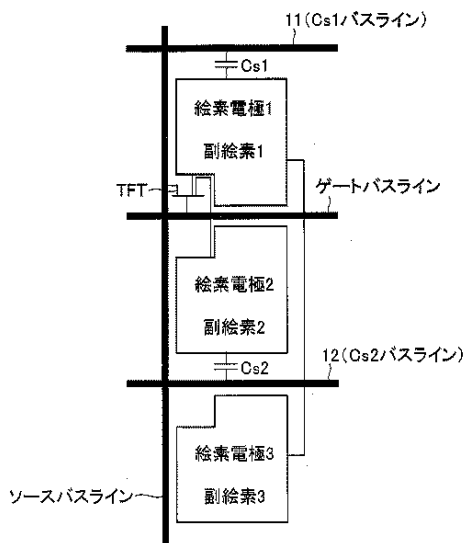 11(Cs1バスライン)
Cs1
絵素電極1
副絵素1
TFT
ゲートバスライン
絵素電極2
副絵素2
Cs2
12(Cs2バスライン)
絵素電極3
副絵素3
ソースバスライン